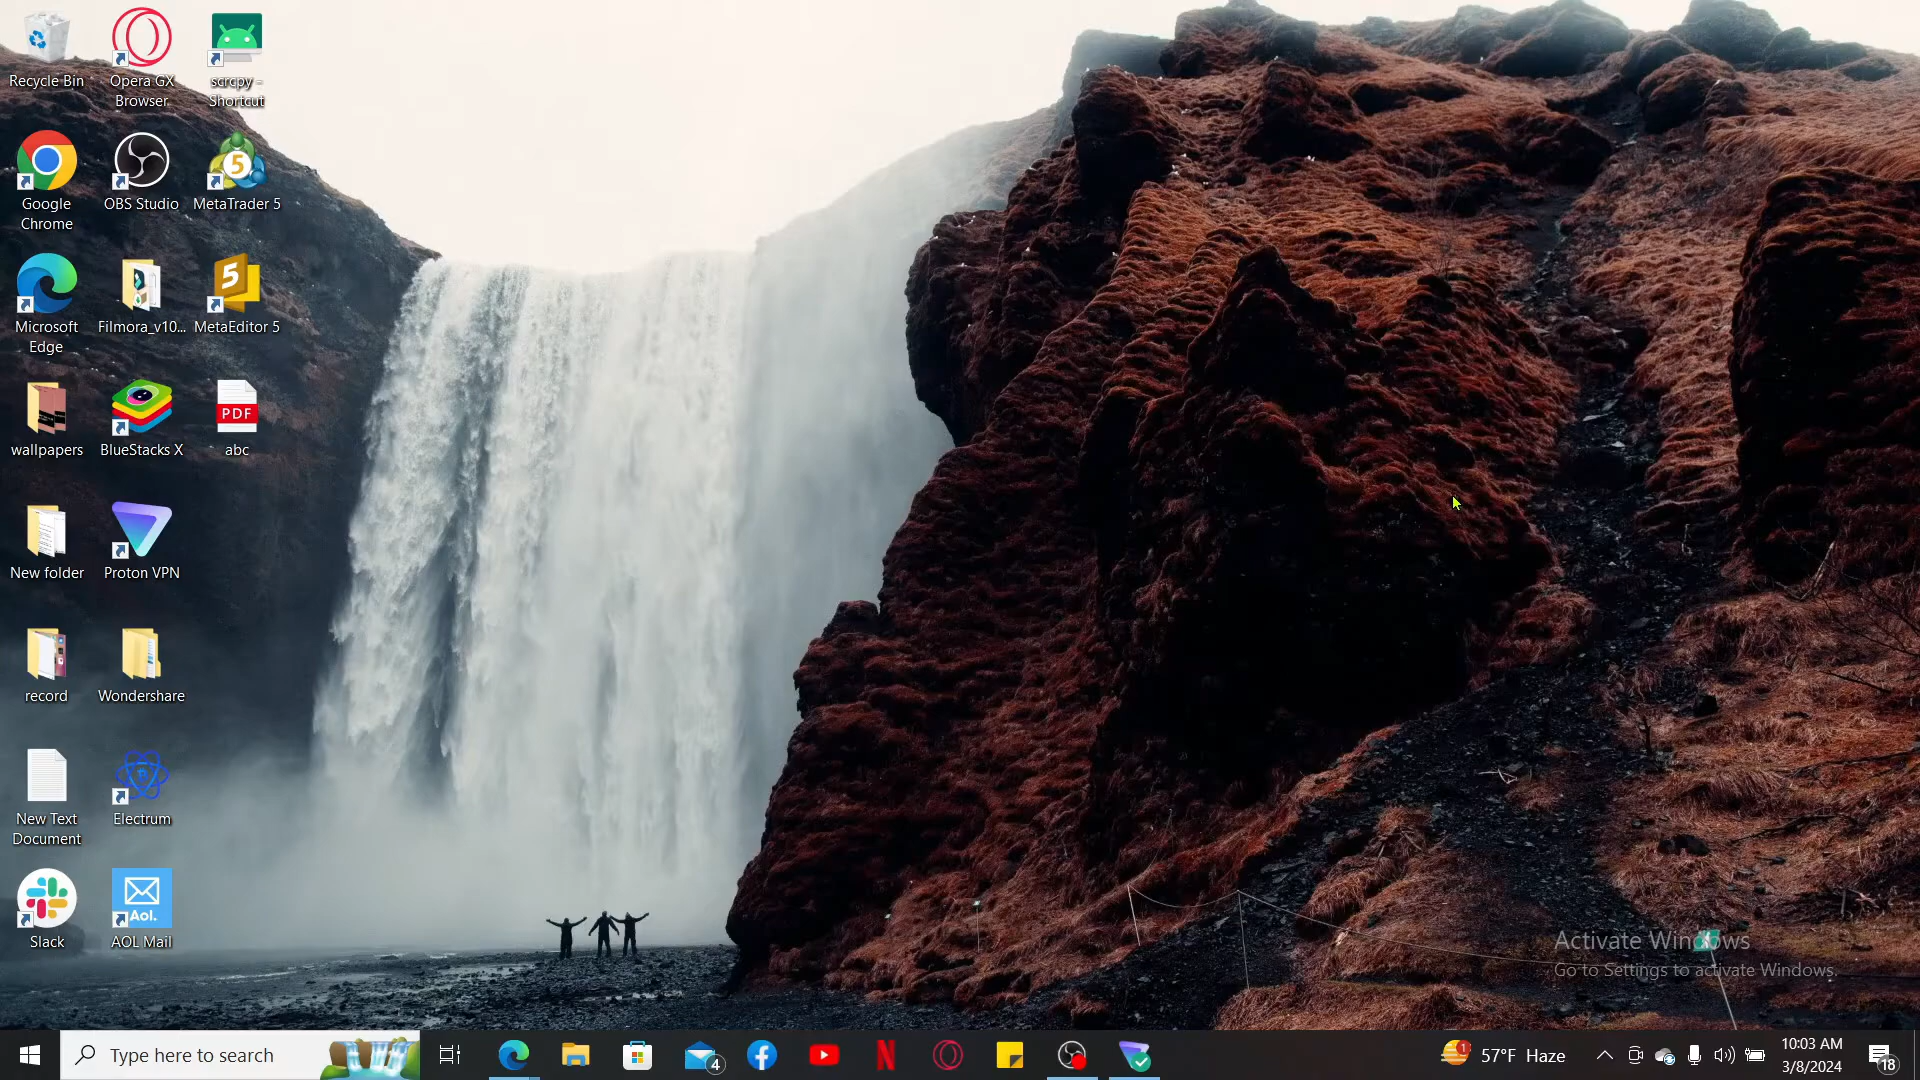 Recycle Bin
Opera GX
Browser
scrcpy -
Shortcut
Google
Chrome
OBS Studio
5
MetaTrader 5
Microsoft
Edge
Filmora_v10...
5
MetaEditor 5
wallpapers
BlueStacks X
PDF
abc
New folder
Proton VPN
record
Wondershare
New Text
Document
Electrum
Slack
Aol.
AOL Mail
Activate Windows
Go to Settings to activate Windows.
Type here to search
4
1
57°F Haze
10:03 AM
3/8/2024
18